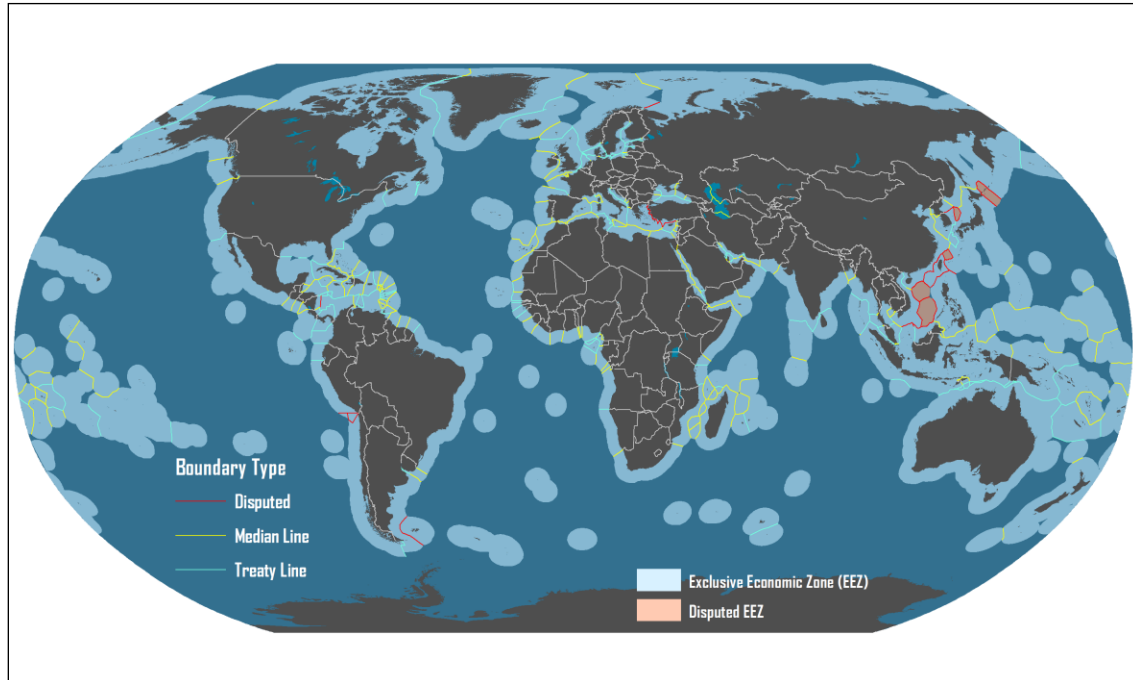 Boundary Type
Disputed
Median Line
Treaty Line
Exclusive Economic Zone (EEZ)
Disputed EEZ